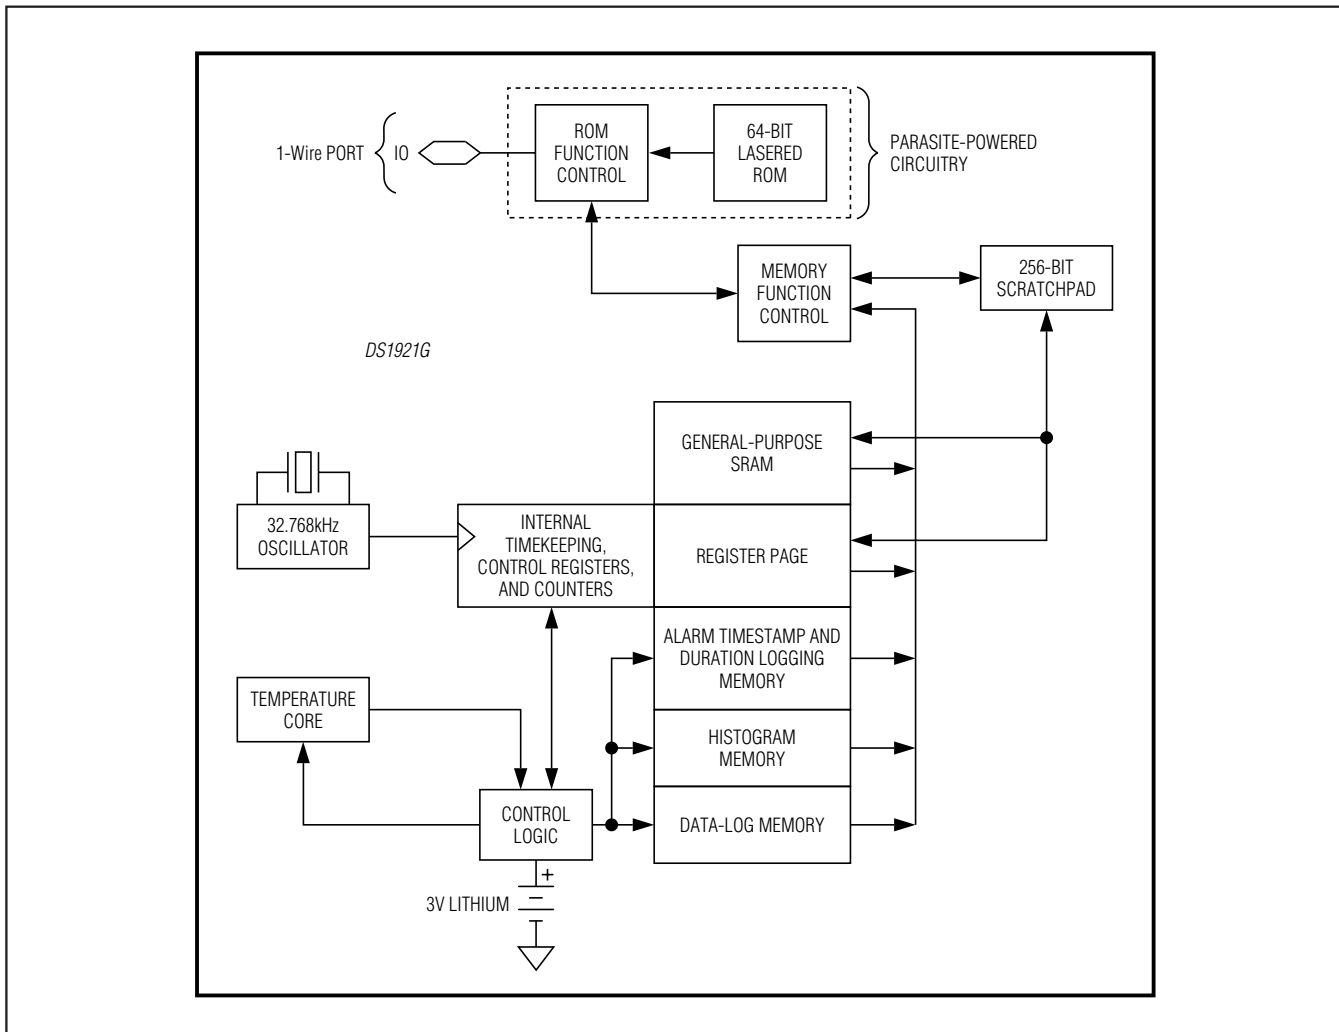 1-Wire PORT
IO
ROM
FUNCTION
CONTROL
64-BIT
LASERED
ROM
PARASITE-POWERED
CIRCUITRY
MEMORY
FUNCTION
CONTROL
256-BIT
SCRATCHPAD
DS1921G
GENERAL-PURPOSE
SRAM
32.768kHz
OSCILLATOR
INTERNAL
TIMEKEEPING,
CONTROL REGISTERS,
AND COUNTERS
REGISTER PAGE
ALARM TIMESTAMP AND
DURATION LOGGING
MEMORY
TEMPERATURE
CORE
HISTOGRAM
MEMORY
CONTROL
LOGIC
DATA-LOG MEMORY
+
3V LITHIUM